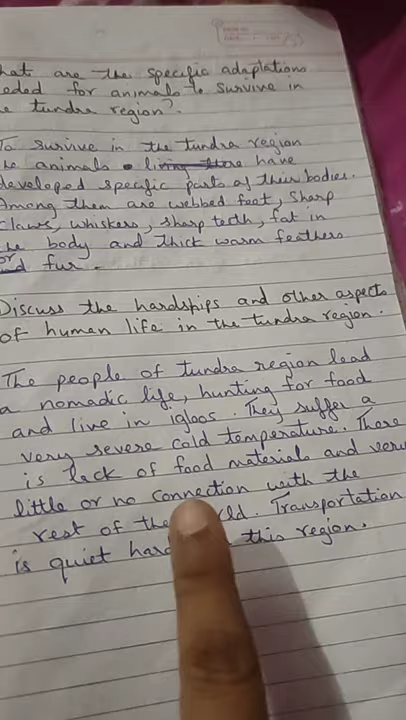 hat are the specific adaptations
eded for animals to survive in
e tundra region?
To survive in the tundra region
he animals have
developed specific parts of their bodies.
Among them are webbed feet, sharp
claws, whiskers, sharp teeth, fat in
the body and thick warm feathers
or fur.
Discuss the hardships and other aspects
of human life in the tundra region.
The people of tundra region lead
a nomadic life, hunting for food
and live in igloos. They suffer a
very severe cold temperature. There
is lack of food materials and very
little or no connection with the
rest of the ld. Transportation
is quiet hard this region.